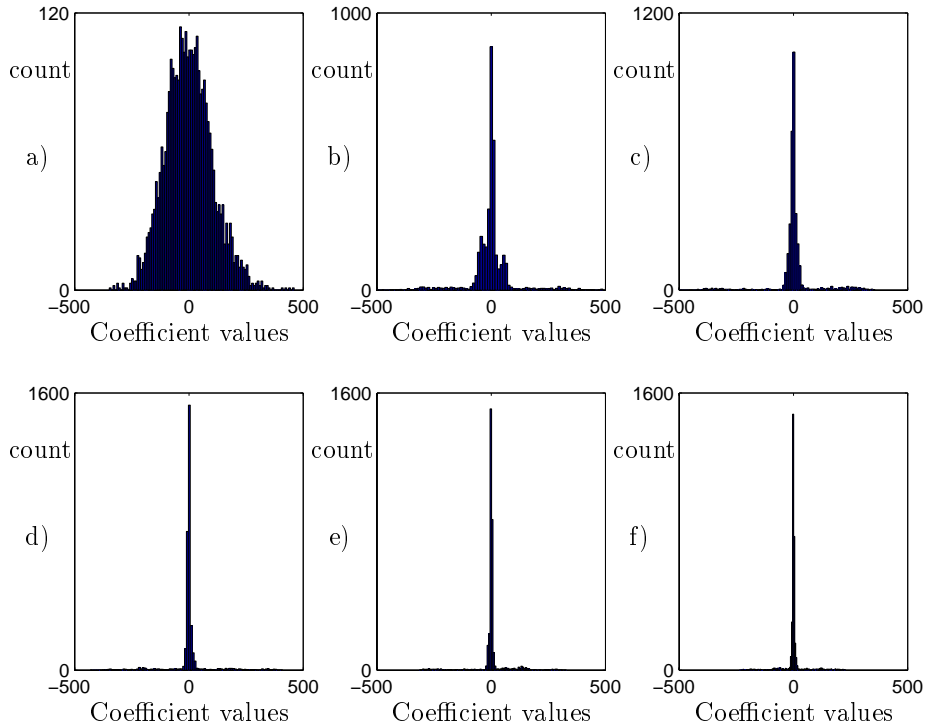 120
count
a)
0
−500 0 500
Coefficient values
1000
count
b)
0
−500 0 500
Coefficient values
1200
count
c)
0
−500 0 500
Coefficient values
1600
count
d)
0
−500 0 500
Coefficient values
1600
count
e)
0
−500 0 500
Coefficient values
1600
count
f)
0
−500 0 500
Coefficient values